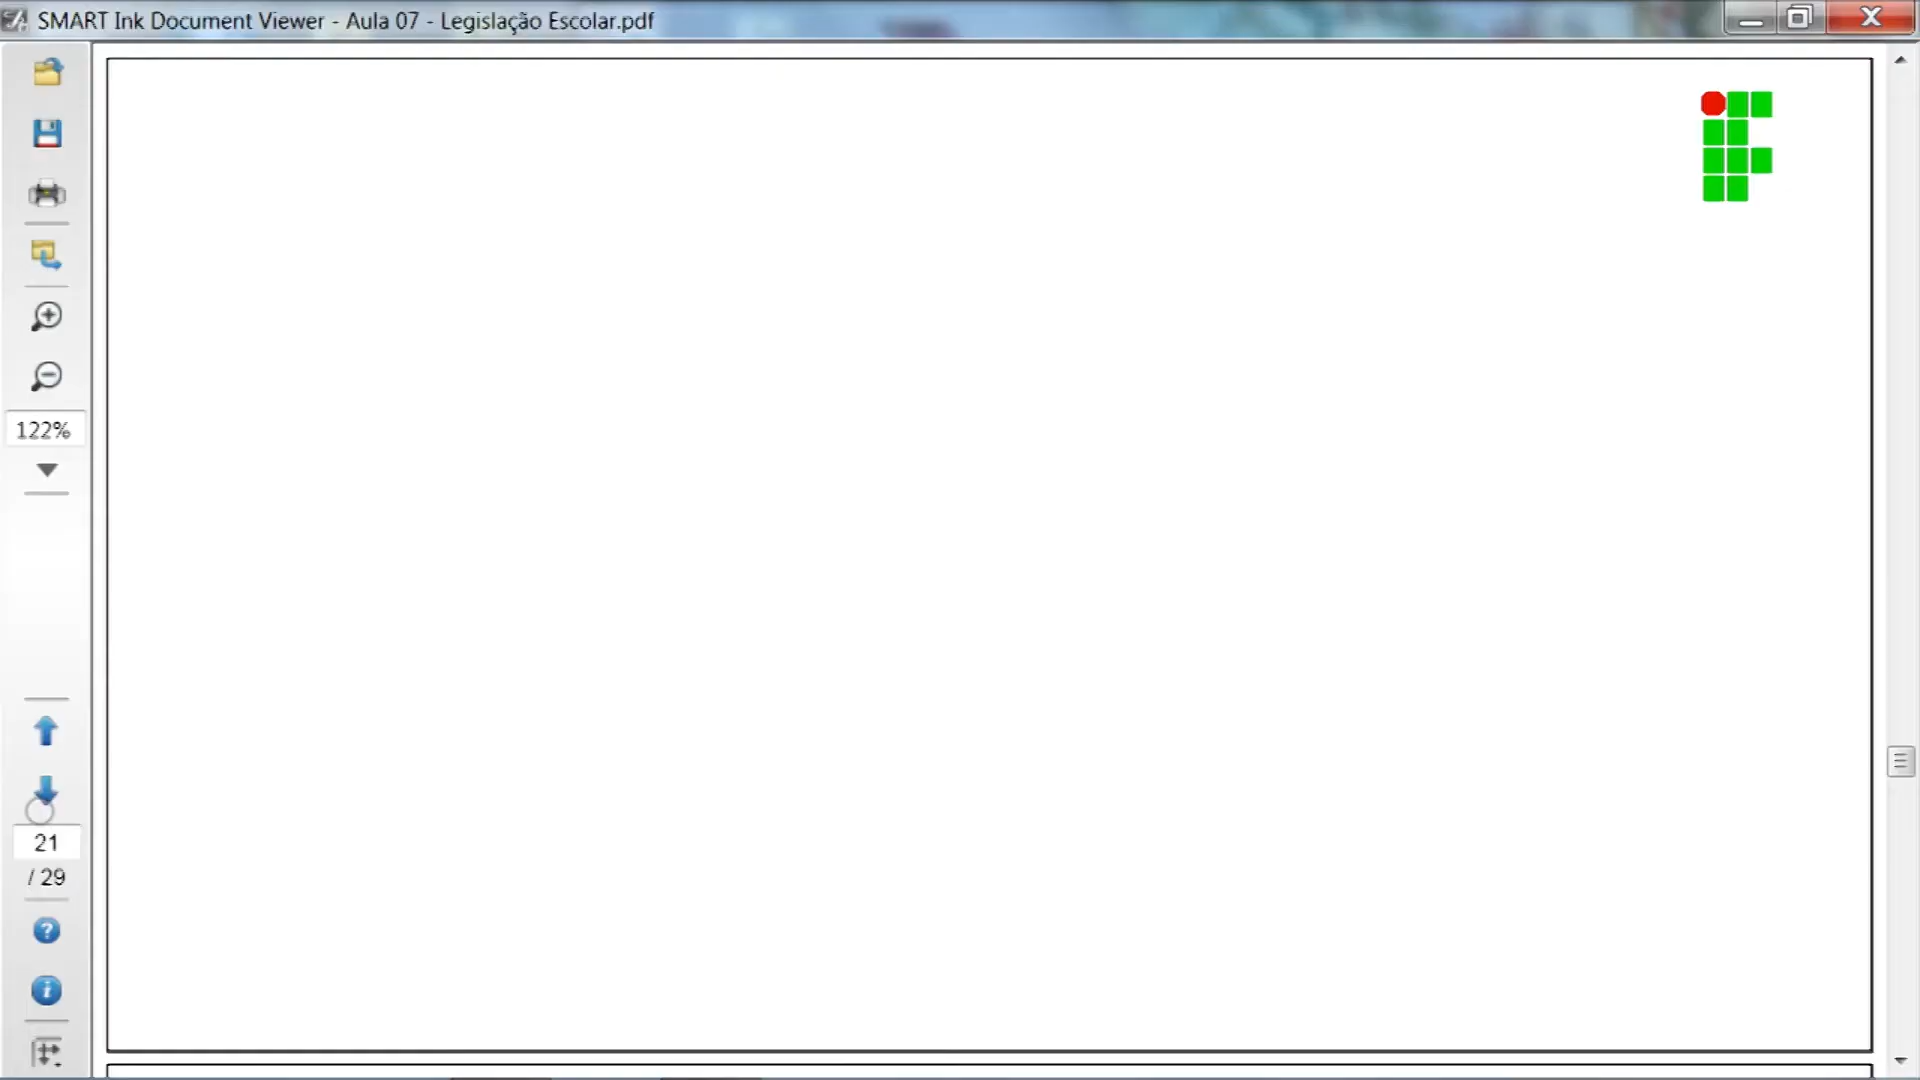 SMART Ink Document Viewer - Aula 07 - Legislação Escolar.pdf
122%
21
/ 29